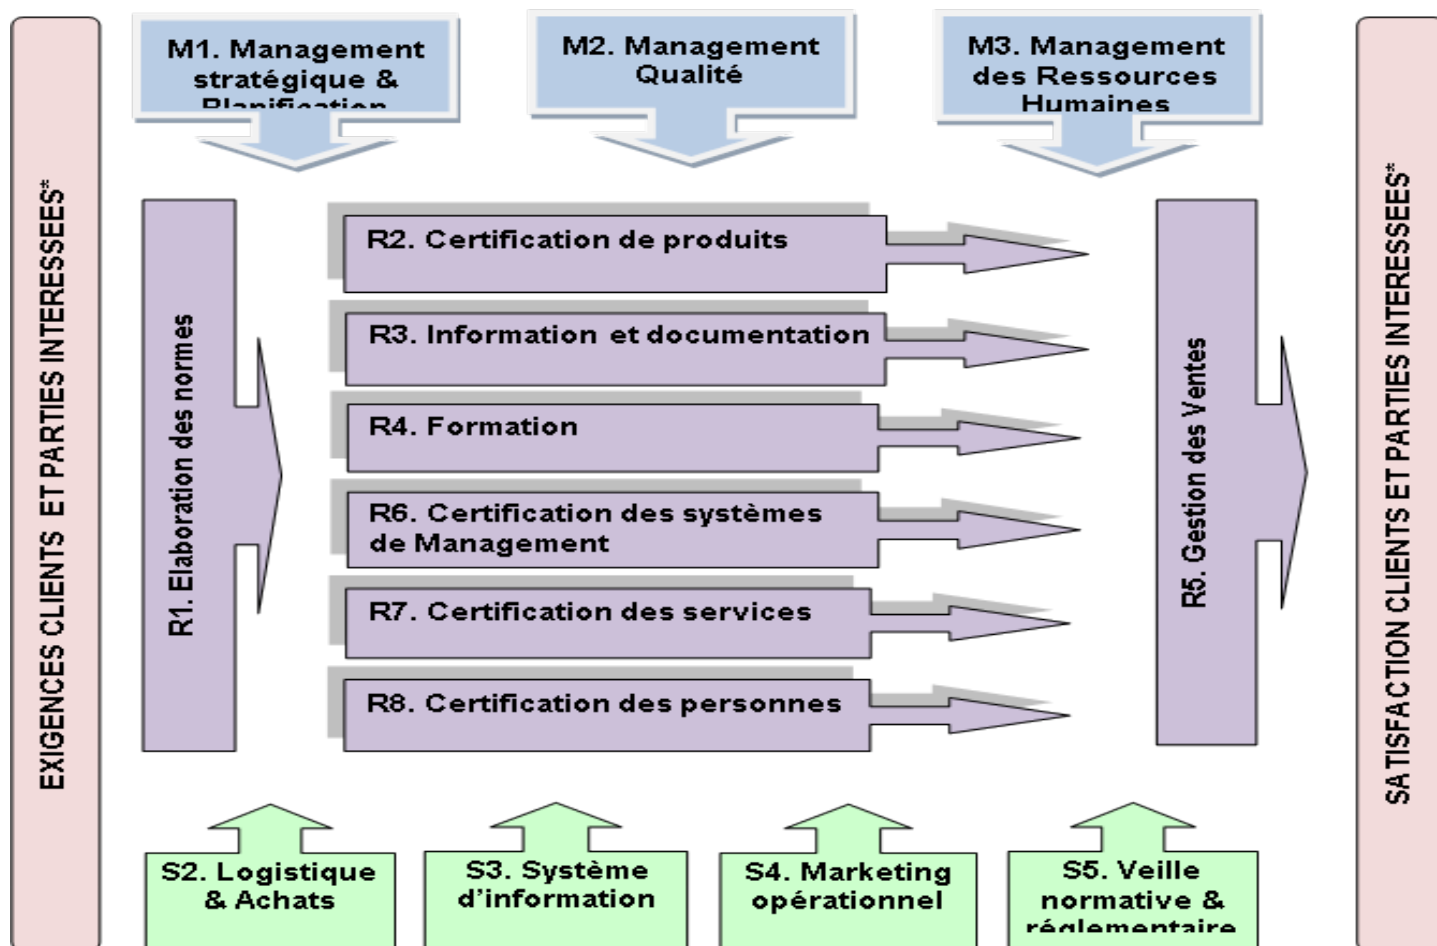 M1. Management
stratégique &
Planification
M2. Management
Qualité
M3. Management
des Ressources
Humaines
EXIGENCES CLIENTS ET PARTIES INTERESSEES*
R1. Elaboration des normes
R2. Certification de produits
R3. Information et documentation
R4. Formation
R6. Certification des systèmes
de Management
R7. Certification des services
R8. Certification des personnes
R5. Gestion des Ventes
SATISFACTION CLIENTS ET PARTIES INTERESSEES*
S2. Logistique
& Achats
S3. Système
d'information
S4. Marketing
opérationnel
S5. Veille
normative &
réglementaire